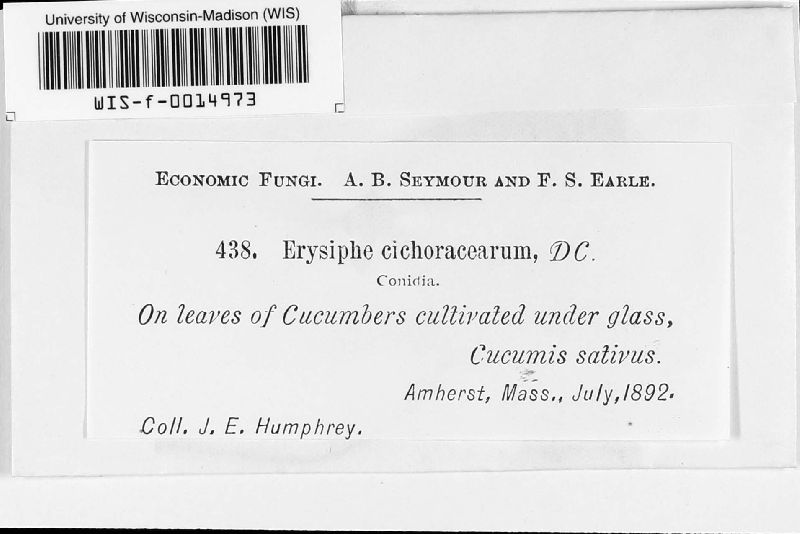 University of Wisconsin-Madison (WIS)
WIS-f-0014973
Economic Fungi. A. B. Seymour and F. S. Earle.
438. Erysiphe cichoracearum, DC.
Conidia.
On leaves of Cucumbers cultivated under glass,
Cucumis sativus.
Amherst, Mass., July, 1892.
Coll. J. E. Humphrey.